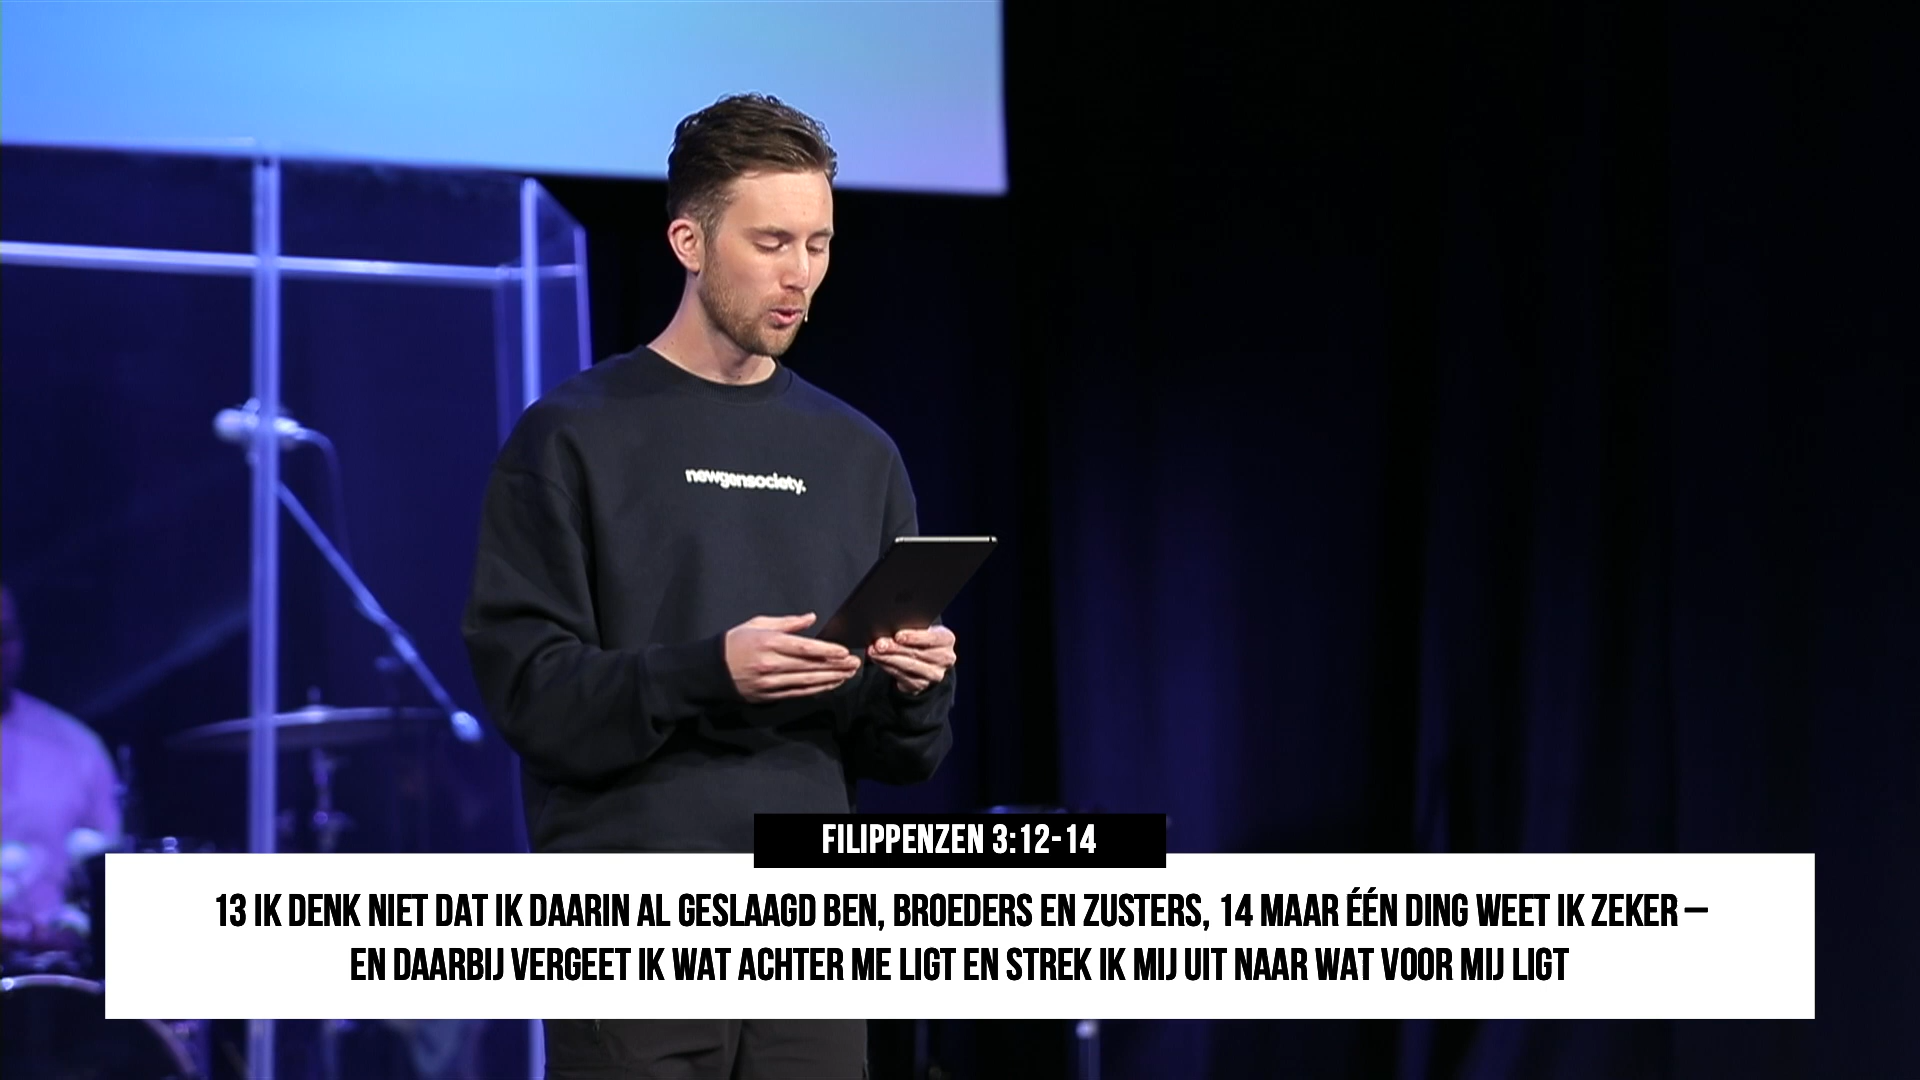 newgensociety.
FILIPPENZEN 3:12-14
13 IK DENK NIET DAT IK DAARIN AL GESLAAGD BEN, BROEDERS EN ZUSTERS, 14 MAAR ÉÉN DING WEET IK ZEKER –
EN DAARBIJ VERGEET IK WAT ACHTER ME LIGT EN STREK IK MIJ UIT NAAR WAT VOOR MIJ LIGT